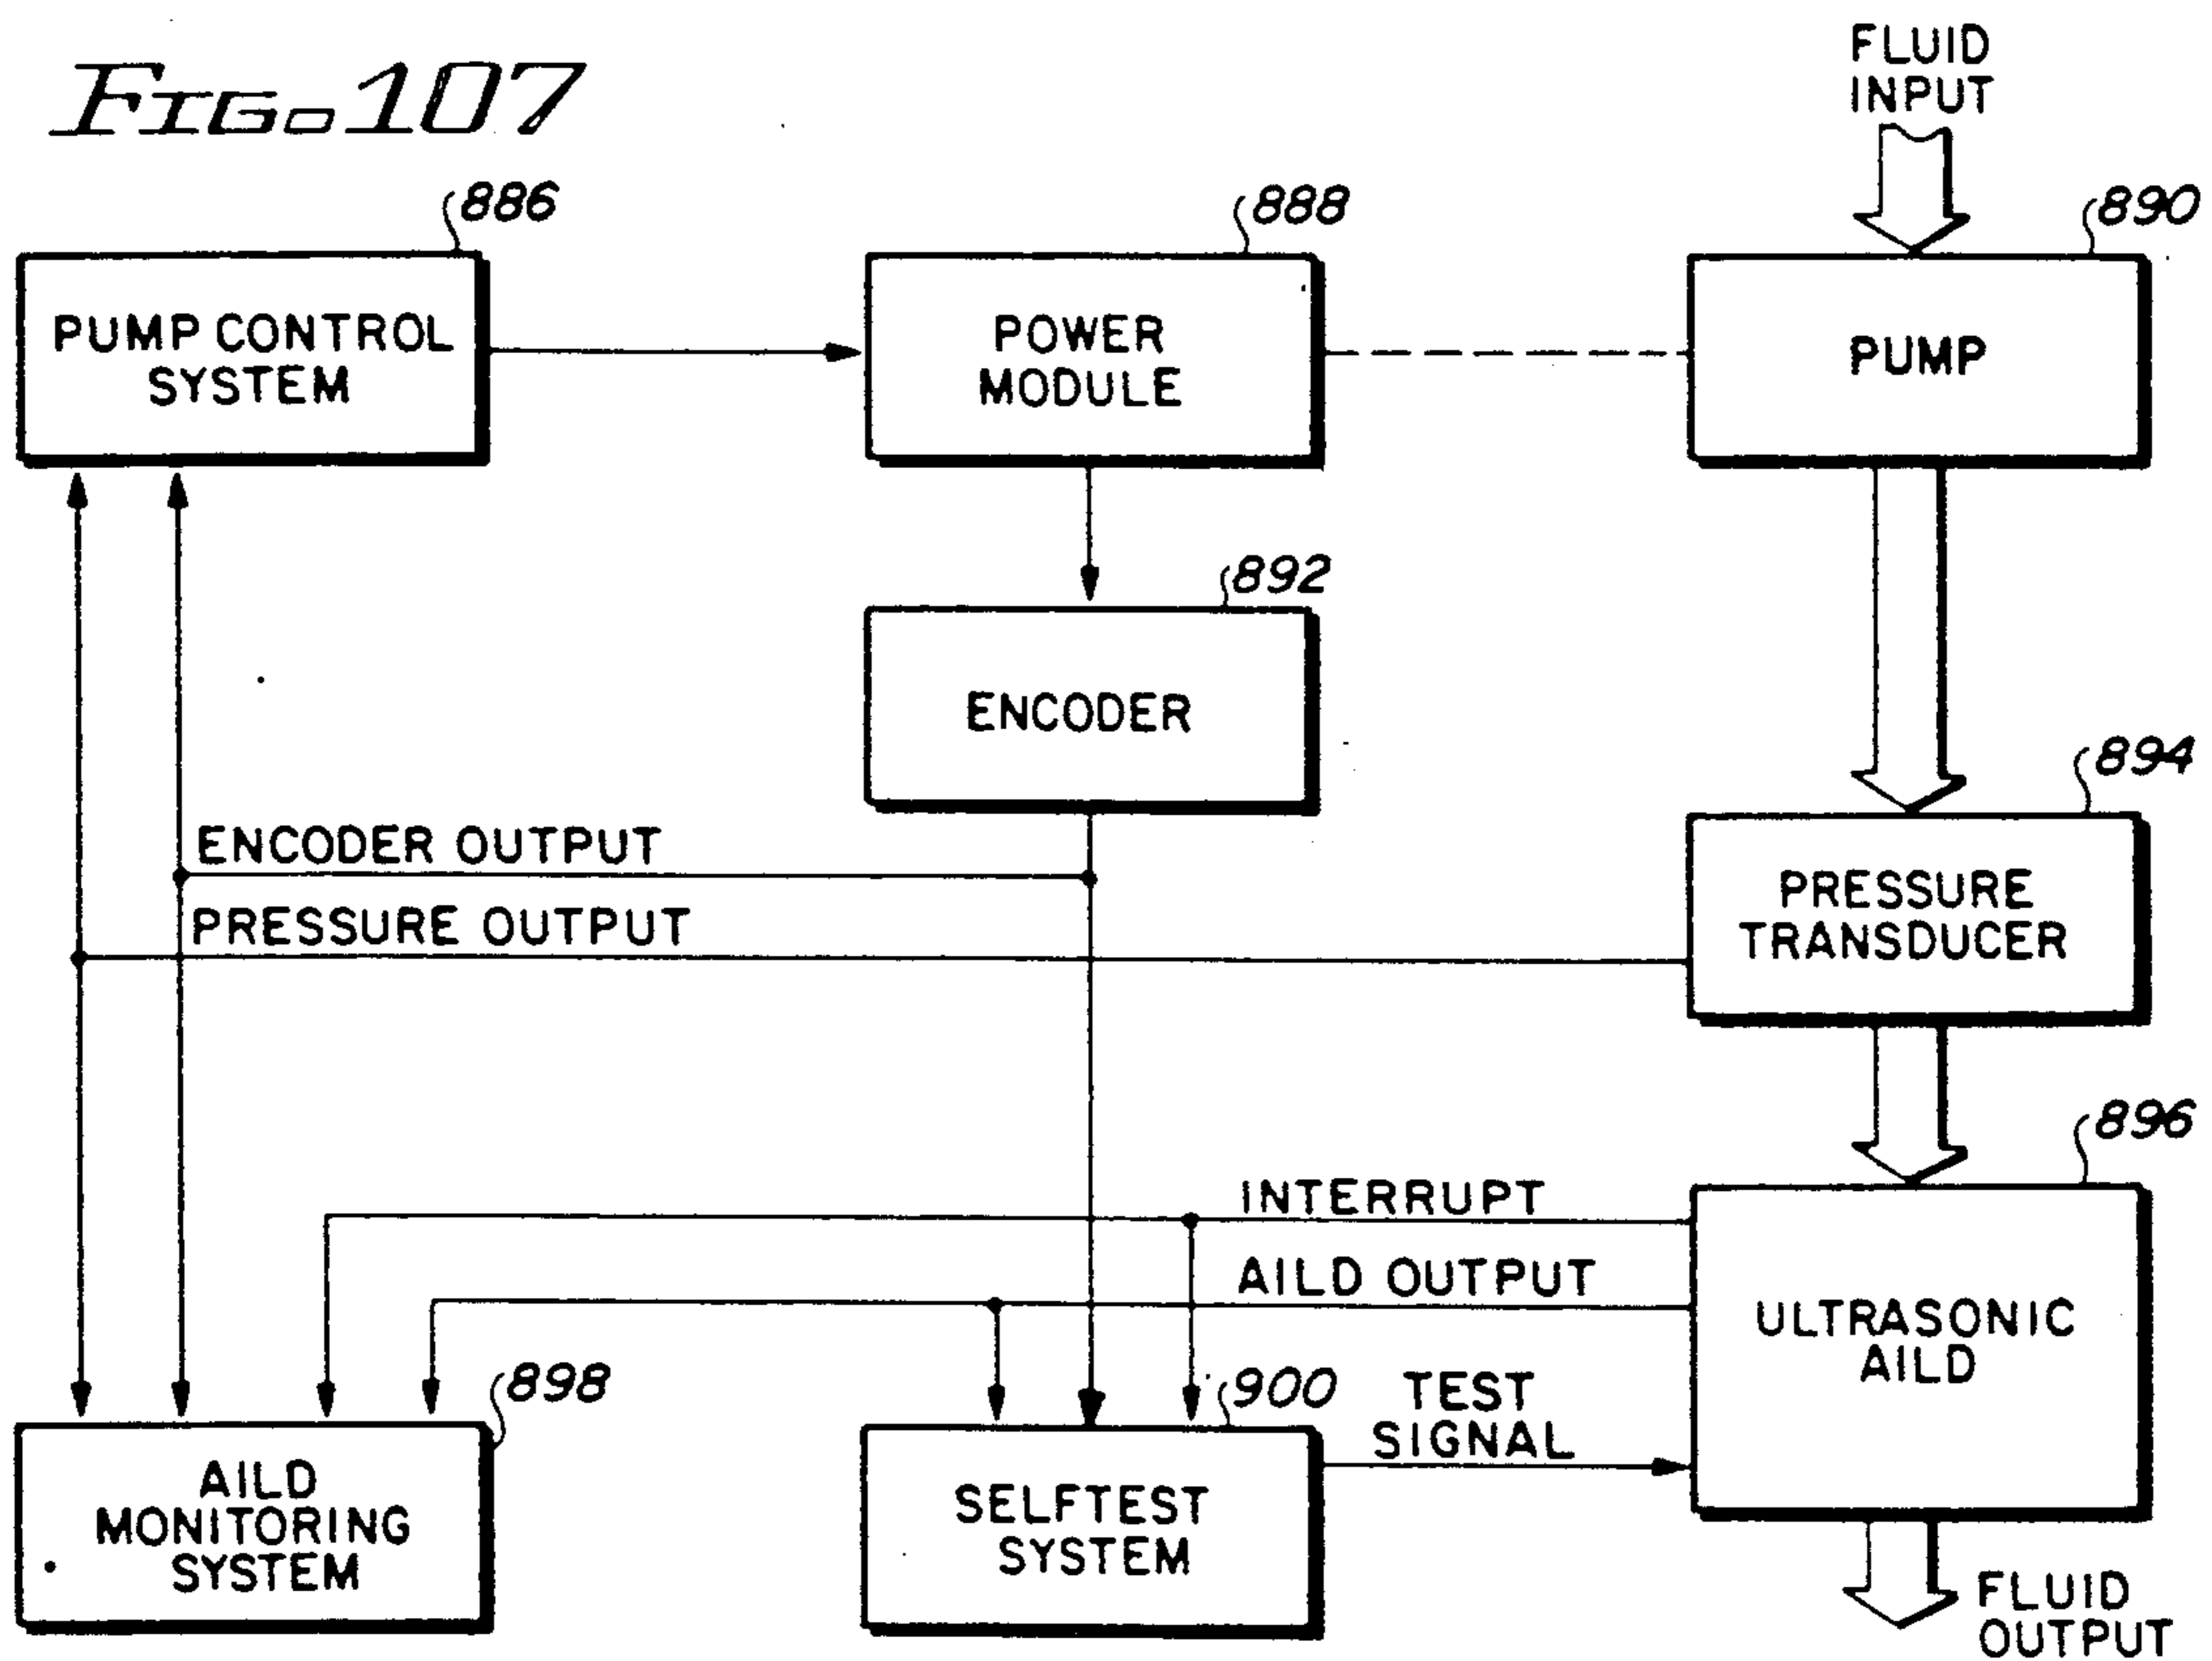 FIG. 107
FLUID
INPUT
886
888
890
PUMP CONTROL
SYSTEM
POWER
MODULE
PUMP
892
ENCODER
894
ENCODER OUTPUT
PRESSURE OUTPUT
PRESSURE
TRANSDUCER
896
INTERRUPT
AILD OUTPUT
ULTRASONIC
AILD
898
900
TEST
SIGNAL
AILD
MONITORING
SYSTEM
SELFTEST
SYSTEM
FLUID
OUTPUT